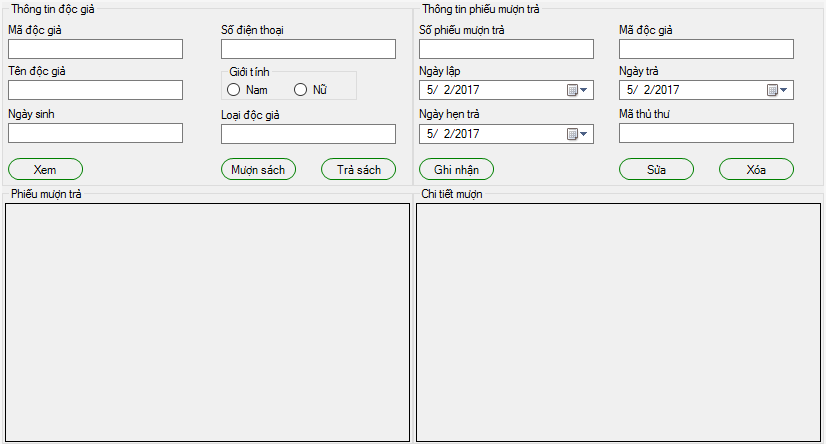 Thông tin độc giả
Mã độc giả
Số điện thoại
Tên độc giả
Giới tính
Nam
Nữ
Ngày sinh
Loại độc giả
Xem
Mượn sách
Trả sách
Thông tin phiếu mượn trả
Số phiếu mượn trả
Mã độc giả
Ngày lập
Ngày trả
5/ 2/2017
5/ 2/2017
Ngày hẹn trả
Mã thủ thư
5/ 2/2017
Ghi nhận
Sửa
Xóa
Phiếu mượn trả
Chi tiết mượn